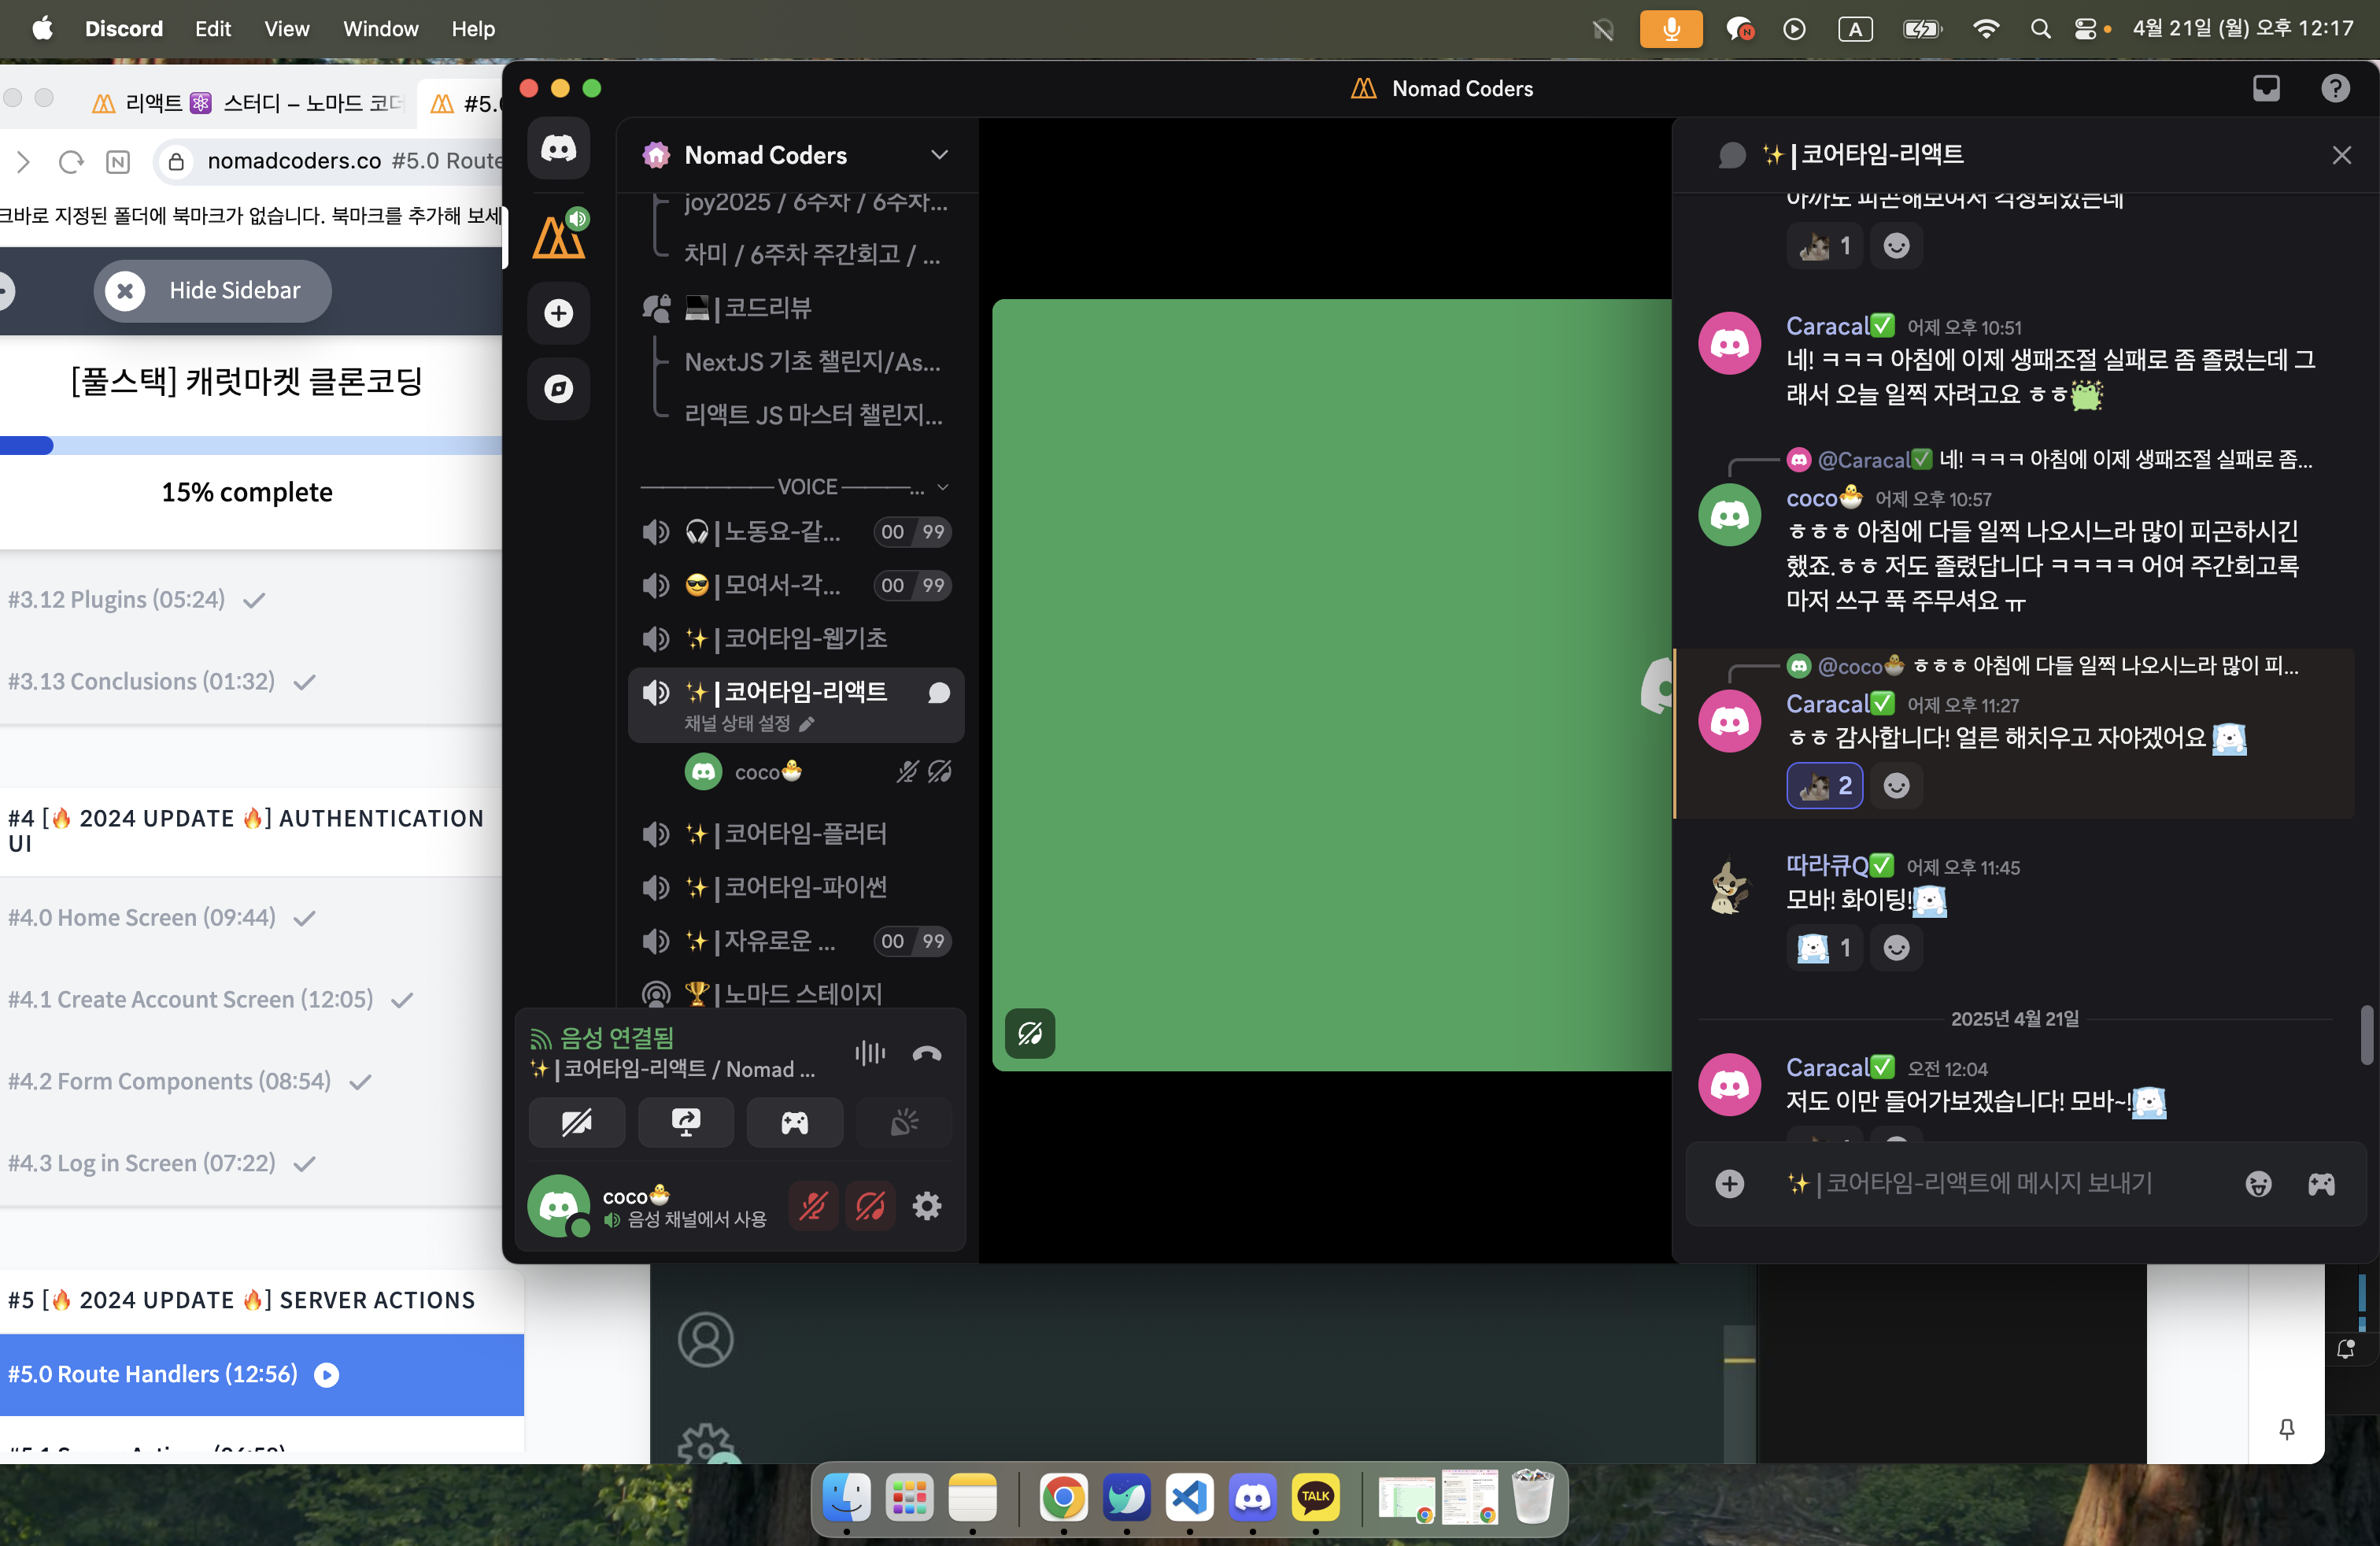 Discord Edit View Window Help
A
4월 21일 (월) 오후 12:17
리액트 ⚛️ 스터디 – 노마드 코더
nomadcoders.co #5.0 Route
크바로 지정된 폴더에 북마크가 없습니다. 북마크를 추가해 보세
Hide Sidebar
[풀스택] 캐럿마켓 클론코딩
15% complete
#3.12 Plugins (05:24)
#3.13 Conclusions (01:32)
#4 [🔥 2024 UPDATE 🔥] AUTHENTICATION
UI
#4.0 Home Screen (09:44)
#4.1 Create Account Screen (12:05)
#4.2 Form Components (08:54)
#4.3 Log in Screen (07:22)
#5 [🔥 2024 UPDATE 🔥] SERVER ACTIONS
#5.0 Route Handlers (12:56)
Nomad Coders
Nomad Coders
joy2025 / 6주차 / 6주차...
차미 / 6주차 주간회고 / ...
💻|코드리뷰
NextJS 기초 챌린지/As...
리액트 JS 마스터 챌린지...
——————VOICE———...
🎧|노동요-같... 00 99
😎|모여서-각... 00 99
✨|코어타임-웹기초
✨|코어타임-리액트
채널 상태 설정
coco🐣
✨|코어타임-플러터
✨|코어타임-파이썬
✨|자유로운 ... 00 99
🏆|노마드 스테이지
음성 연결됨
✨|코어타임-리액트 / Nomad ...
coco🐣
음성 채널에서 사용
✨|코어타임-리액트
아까도 피곤해보여서 걱정되었는데
1
Caracal✅ 어제 오후 10:51
네! ㅋㅋㅋ 아침에 이제 생패조절 실패로 좀 졸렸는데 그
래서 오늘 일찍 자려고요 ㅎㅎ
@Caracal✅ 네! ㅋㅋㅋ 아침에 이제 생패조절 실패로 좀...
coco🐣 어제 오후 10:57
ㅎㅎㅎ 아침에 다들 일찍 나오시느라 많이 피곤하시긴
했죠.ㅎㅎ 저도 졸렸답니다 ㅋㅋㅋㅋ 어여 주간회고록
마저 쓰구 푹 주무셔요 ㅠ
@coco🐣 ㅎㅎㅎ 아침에 다들 일찍 나오시느라 많이 피...
Caracal✅ 어제 오후 11:27
ㅎㅎ 감사합니다! 얼른 해치우고 자야겠어요
2
따라큐Q✅ 어제 오후 11:45
모바! 화이팅!
1
2025년 4월 21일
Caracal✅ 오전 12:04
저도 이만 들어가보겠습니다! 모바~!
✨|코어타임-리액트에 메시지 보내기
TALK